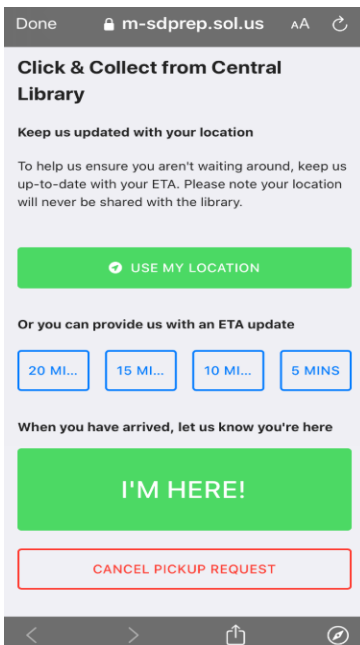 Done m-sdprep.sol.us AA
Click & Collect from Central
Library
Keep us updated with your location
To help us ensure you aren't waiting around, keep us
up-to-date with your ETA. Please note your location
will never be shared with the library.
USE MY LOCATION
Or you can provide us with an ETA update
20 MI... 15 MI... 10 MI... 5 MINS
When you have arrived, let us know you're here
I'M HERE!
CANCEL PICKUP REQUEST